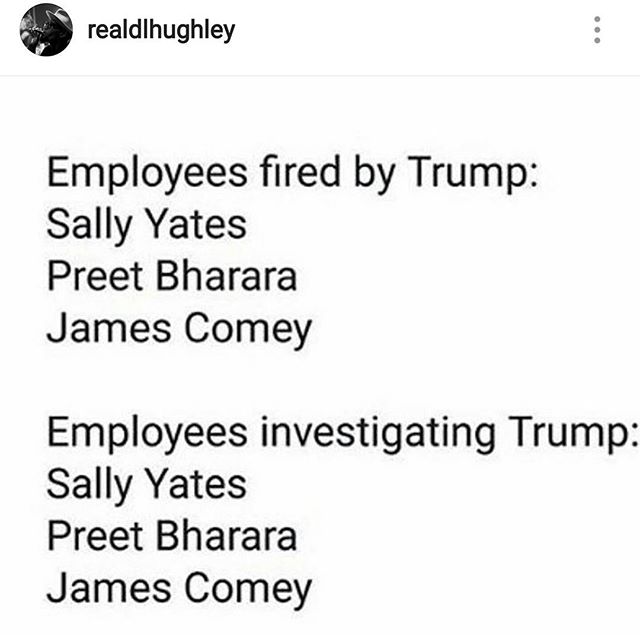 realdlhughley
Employees fired by Trump:
Sally Yates
Preet Bharara
James Comey
Employees investigating Trump:
Sally Yates
Preet Bharara
James Comey